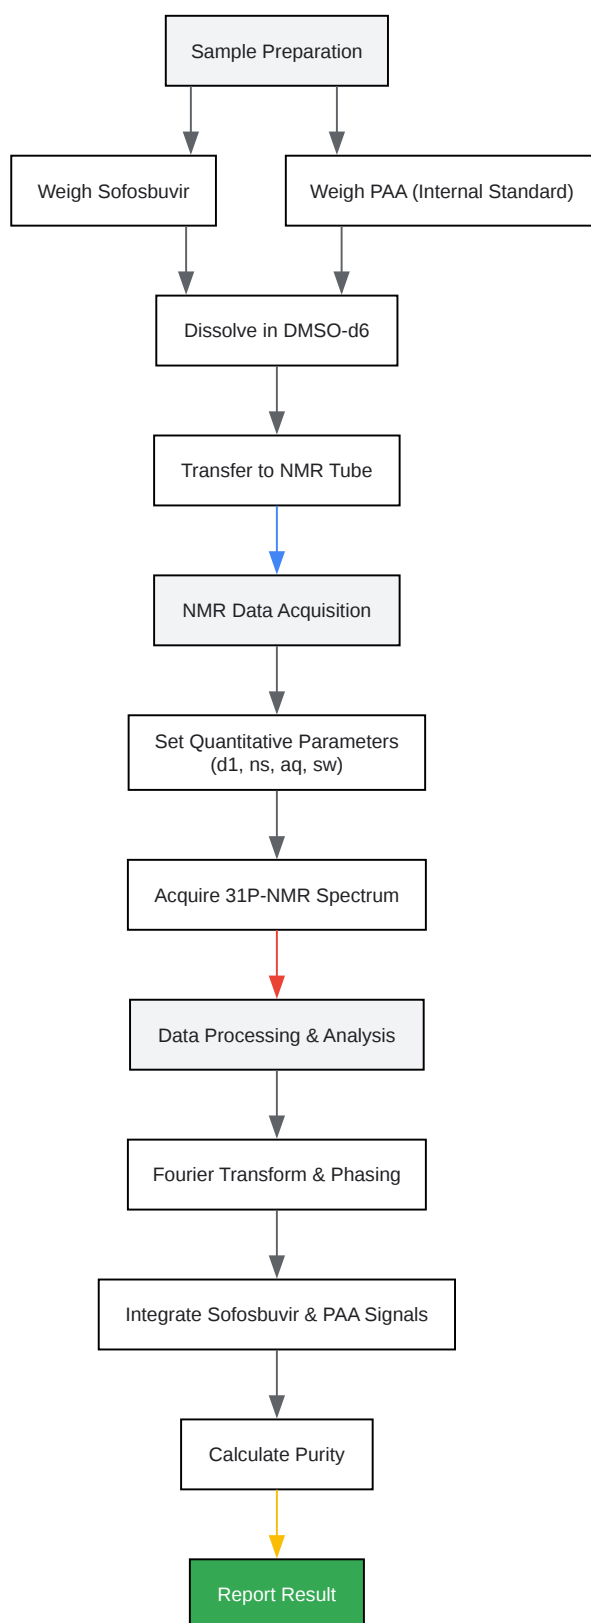 Sample Preparation
Weigh Sofosbuvir
Weigh PAA (Internal Standard)
Dissolve in DMSO-d6
Transfer to NMR Tube
NMR Data Acquisition
Set Quantitative Parameters
(d1, ns, aq, sw)
Acquire 31P-NMR Spectrum
Data Processing & Analysis
Fourier Transform & Phasing
Integrate Sofosbuvir & PAA Signals
Calculate Purity
Report Result